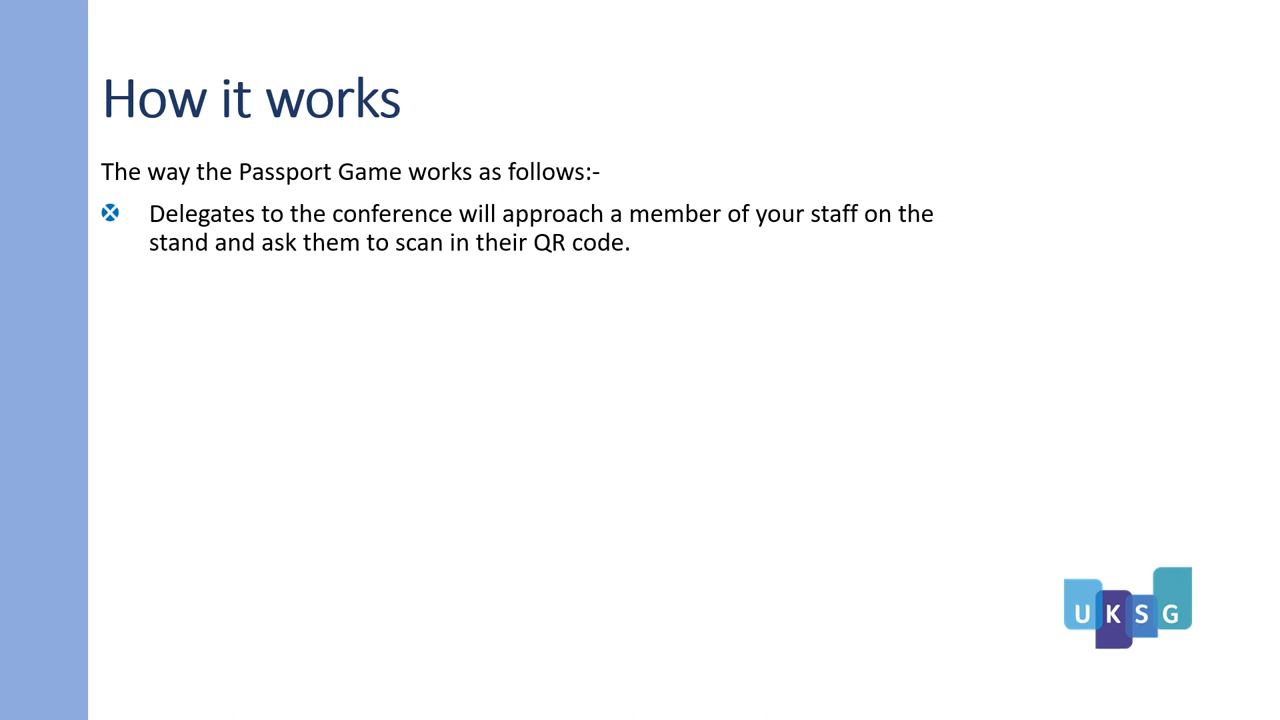 How it works
The way the Passport Game works as follows:-
Delegates to the conference will approach a member of your staff on the
stand and ask them to scan in their QR code.
UKSG